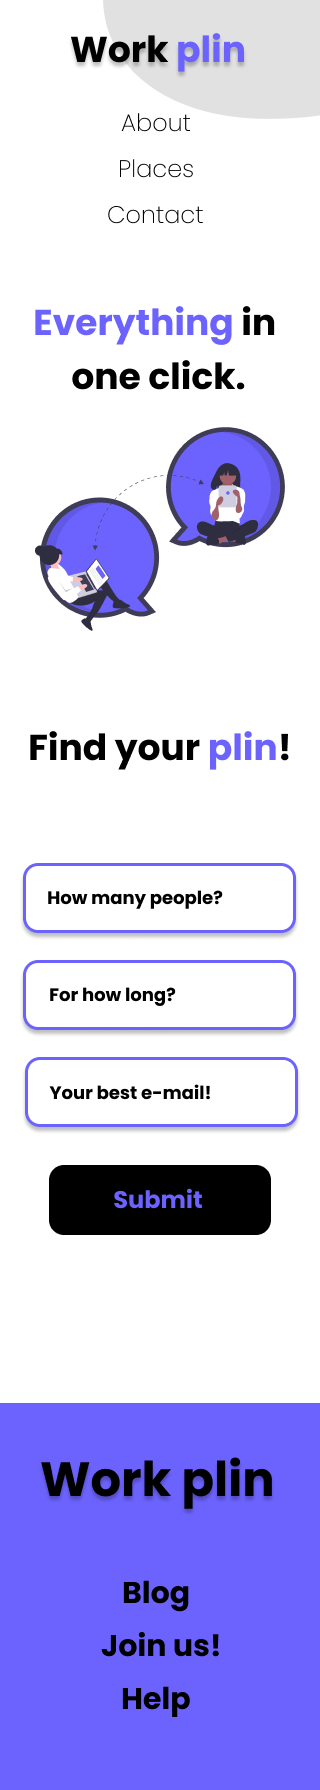 Work plin
About
Places
Contact
Everything in
one click.
Find your plin!
How many people?
For how long?
Your best e-mail!
Submit
Work plin
Blog
Join us!
Help